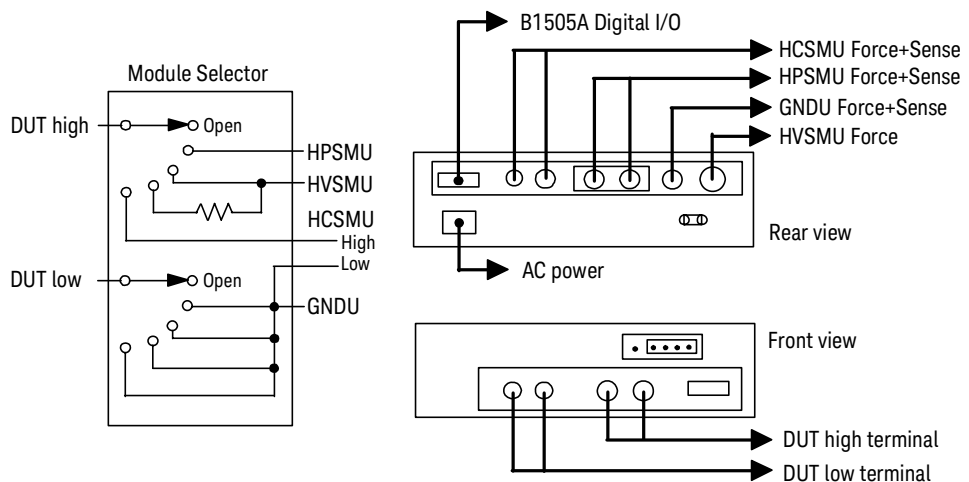 Module Selector
DUT high
Open
HPSMU
HVSMU
HCSMU
High
Low
DUT low
Open
GNDU
B1505A Digital I/O
HCSMU Force+Sense
HPSMU Force+Sense
GNDU Force+Sense
HVSMU Force
Rear view
AC power
Front view
DUT high terminal
DUT low terminal